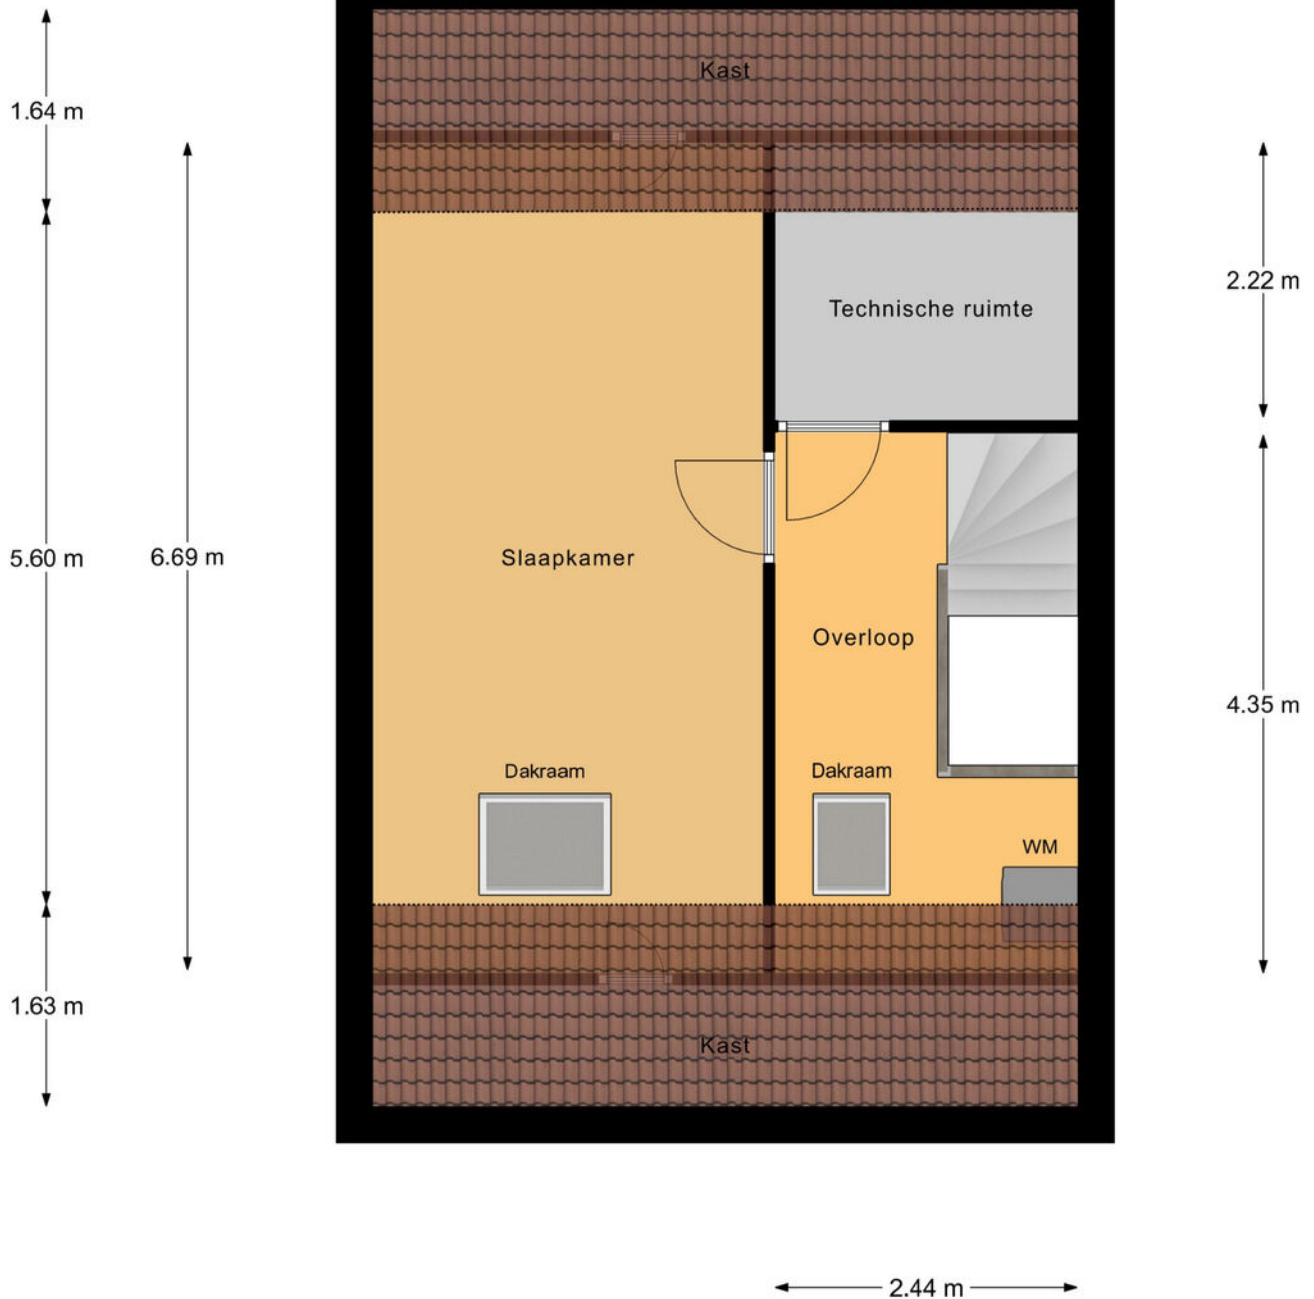 Kast
1.64 m
2.22 m
Technische ruimte
5.60 m
6.69 m
Slaapkamer
Overloop
4.35 m
Dakraam
Dakraam
WM
1.63 m
Kast
2.44 m